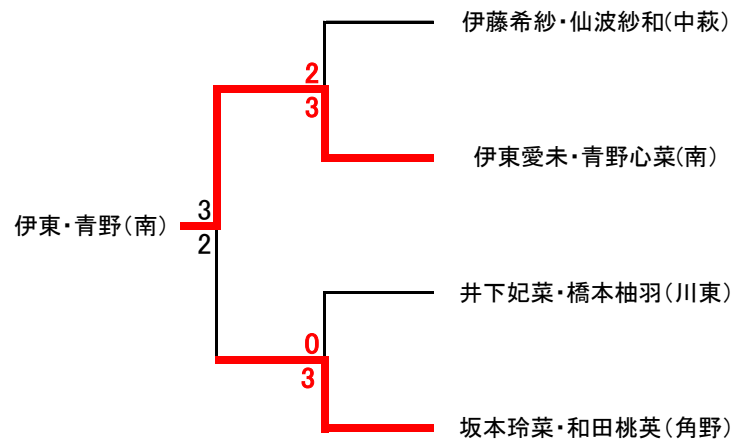 伊藤希紗・仙波紗和(中萩)
2
3
伊東愛未・青野心菜(南)
伊東・青野(南)
3
2
井下妃菜・橋本柚羽(川東)
0
3
坂本玲菜・和田桃英(角野)